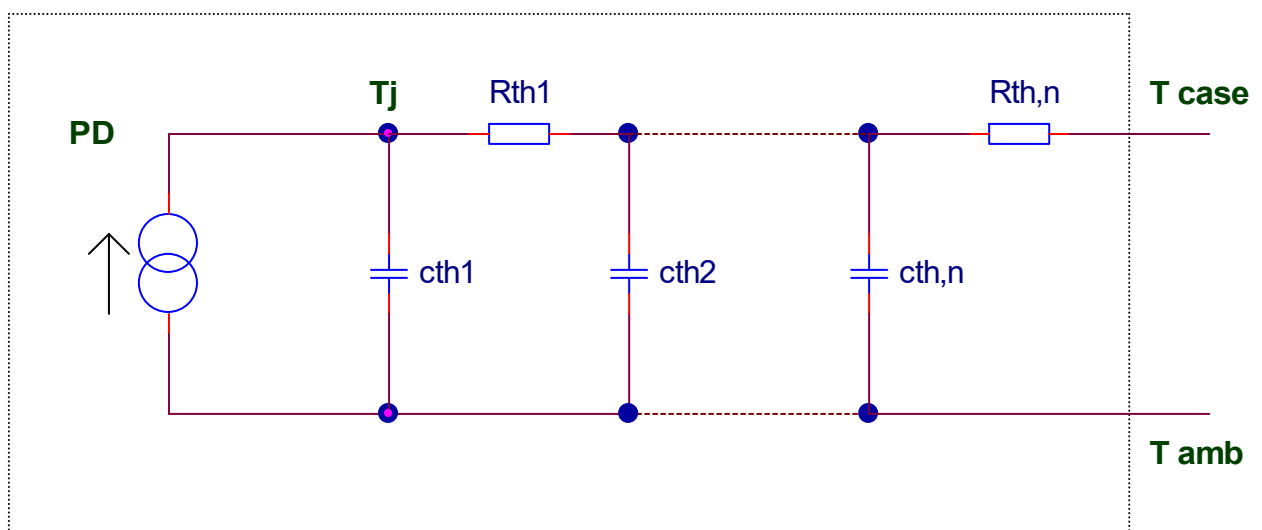 Tj
Rth1
Rth,n
T case
PD
cth1
cth2
cth,n
T amb